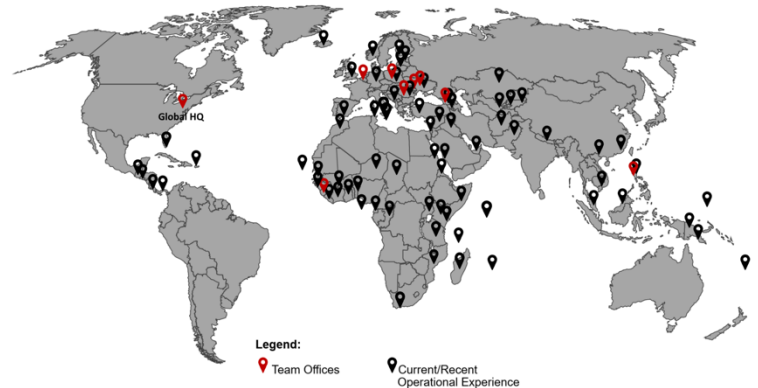 Global HQ
Legend:
Team Offices
Current/Recent
Operational Experience